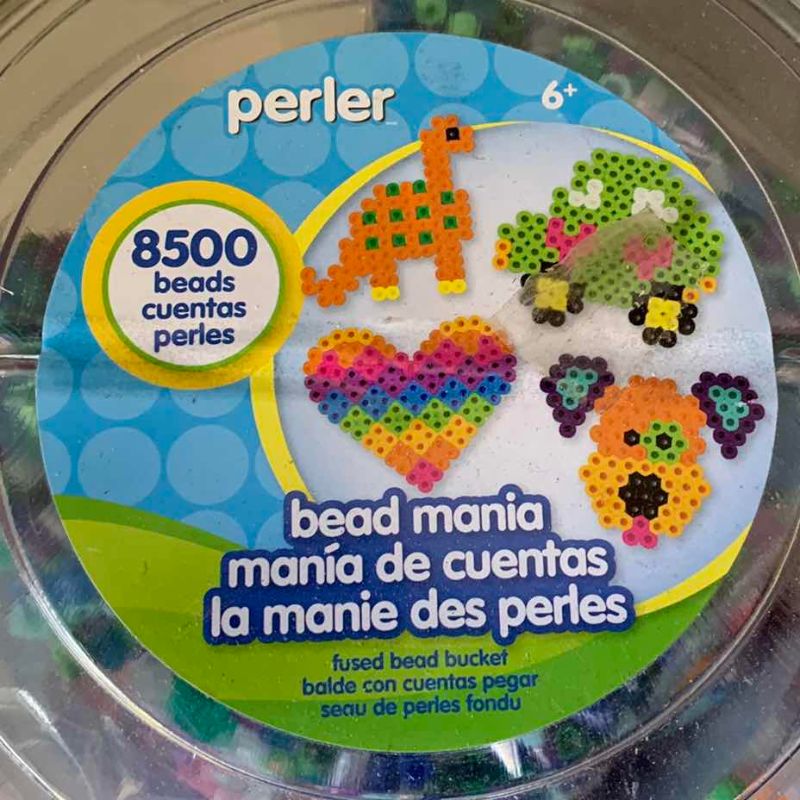 perler
6+
8500
beads
cuentas
perles
bead mania
manía de cuentas
la manie des perles
fused bead bucket
balde con cuentas pegar
seau de perles fondu